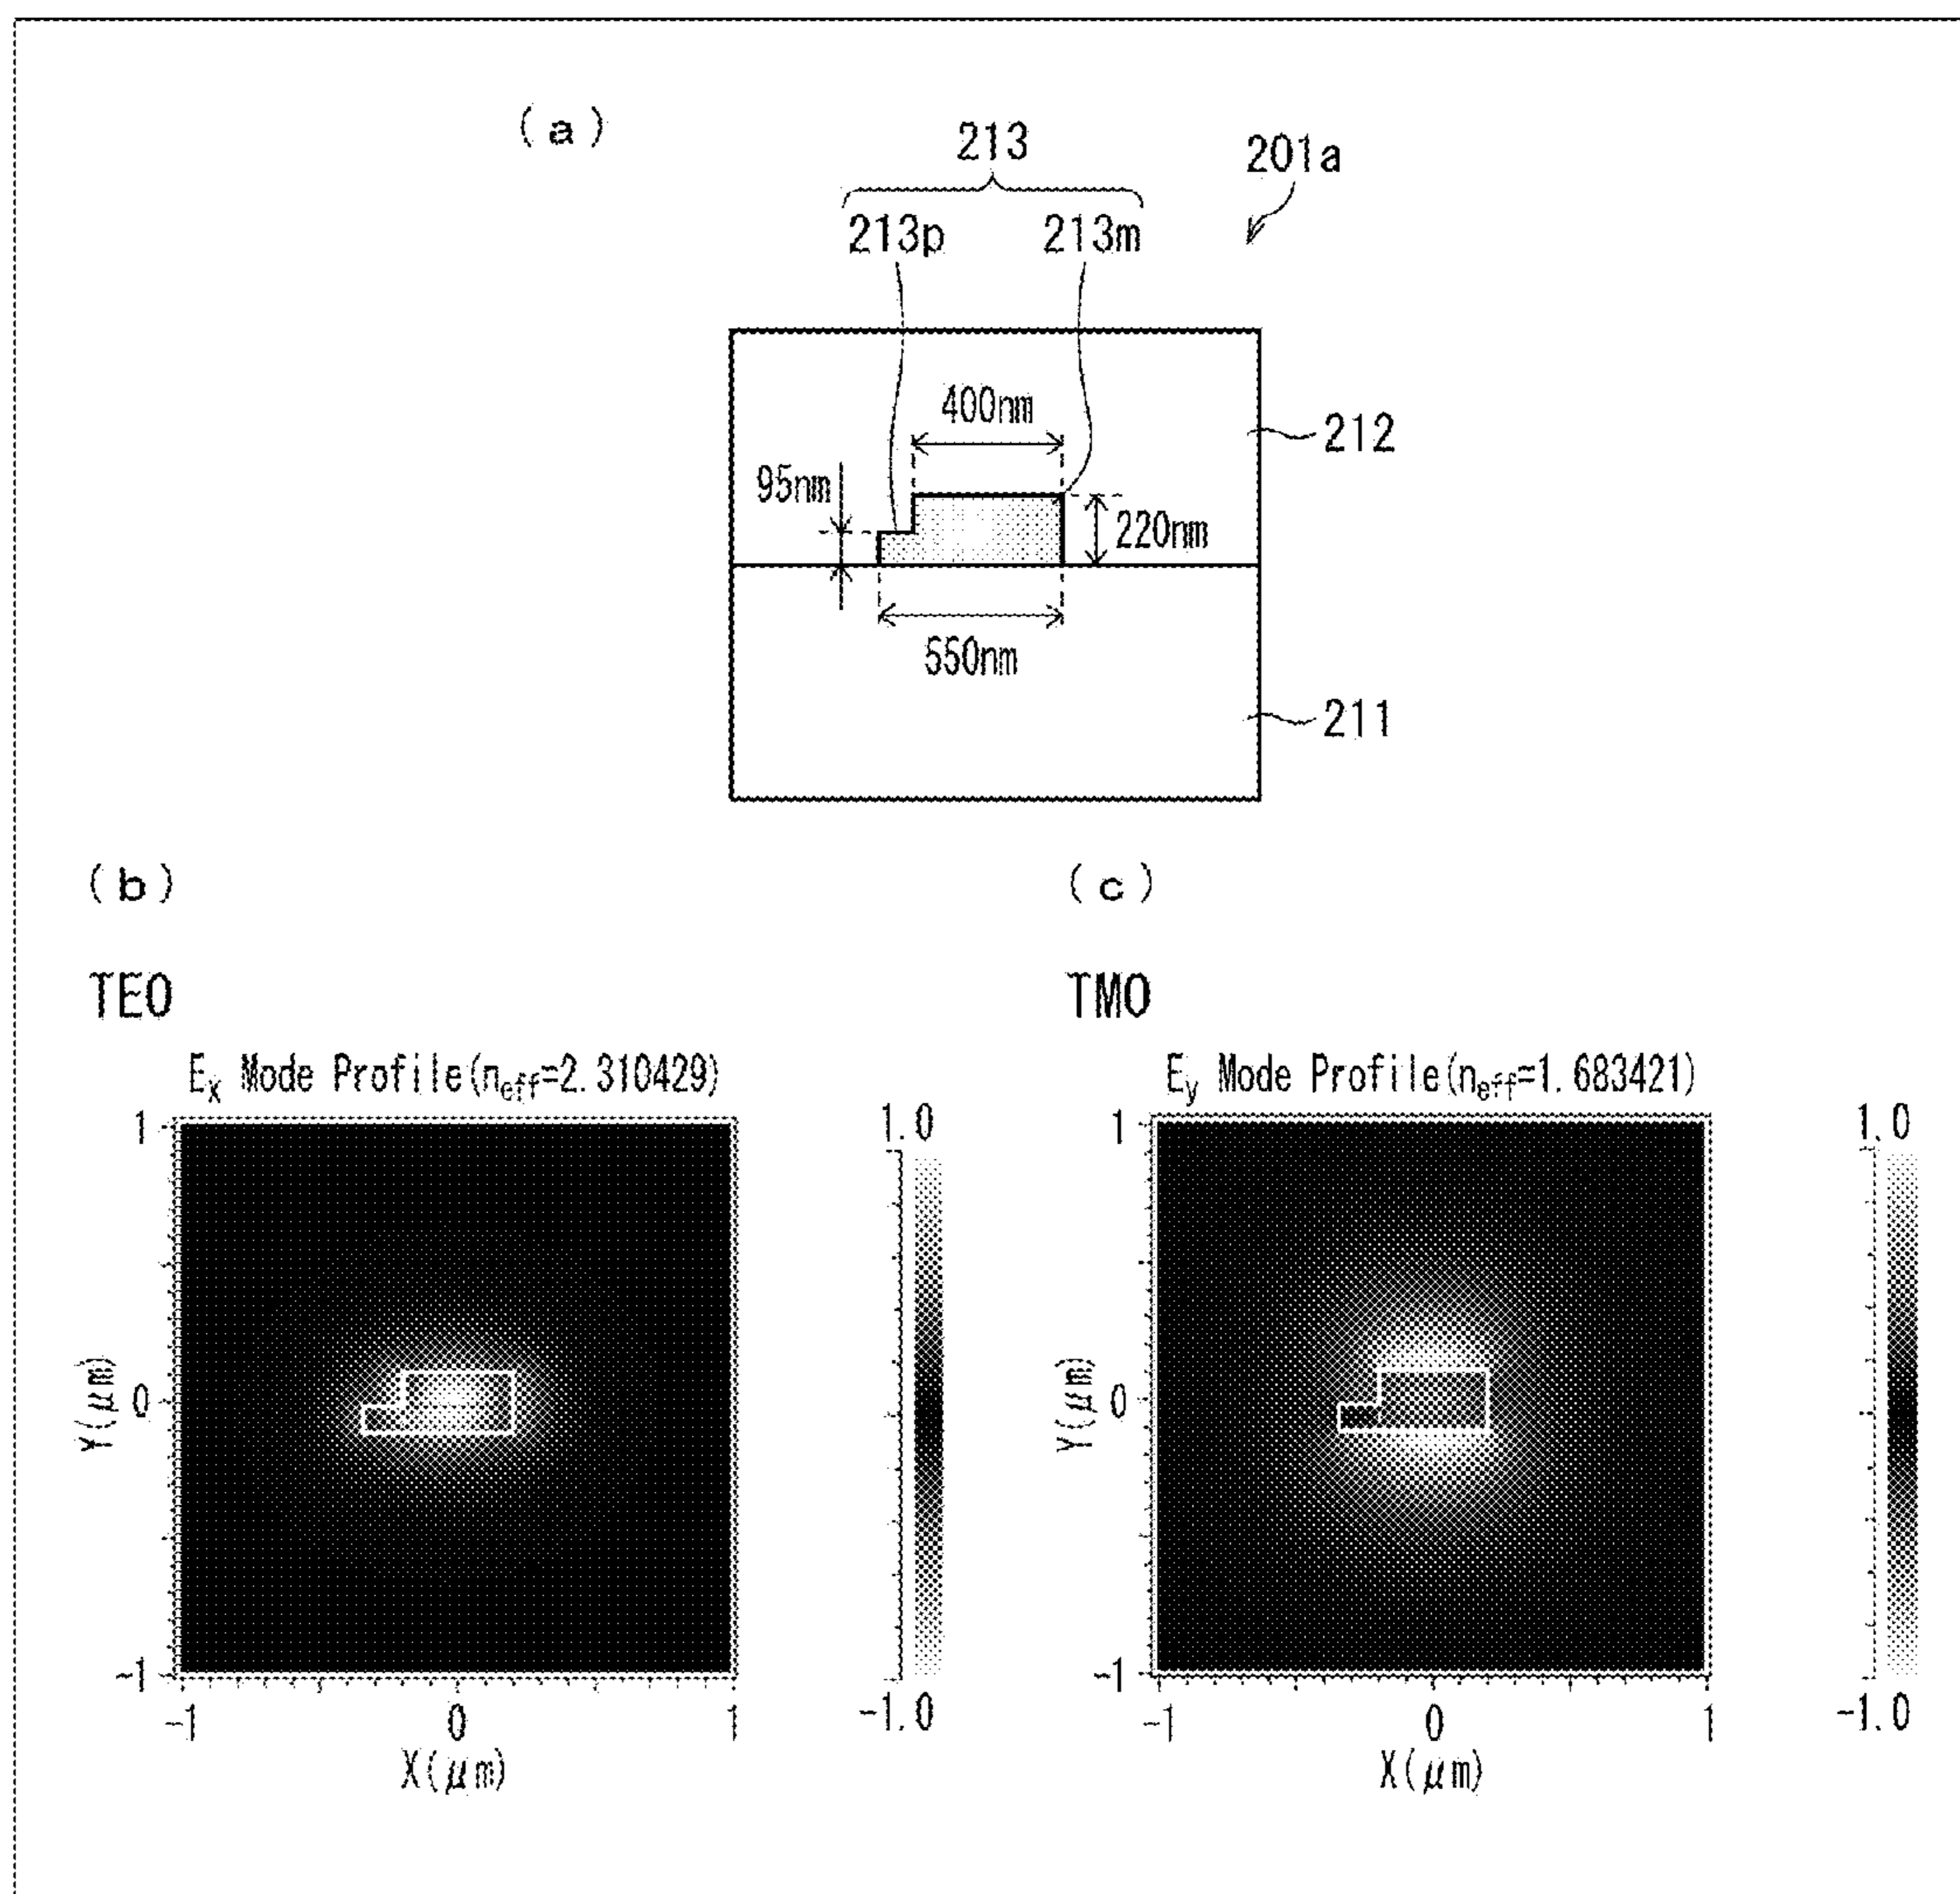 (a)
213
201a
213p 213m
400nm
212
95nm
220nm
550nm
211
(b)
TE0
Ex Mode Profile(neff=2.310429)
1
0
-1
Y(μm)
-1 0 1
X(μm)
1.0
-1.0
(c)
TM0
Ey Mode Profile(neff=1.683421)
1
0
-1
Y(μm)
-1 0 1
X(μm)
1.0
-1.0